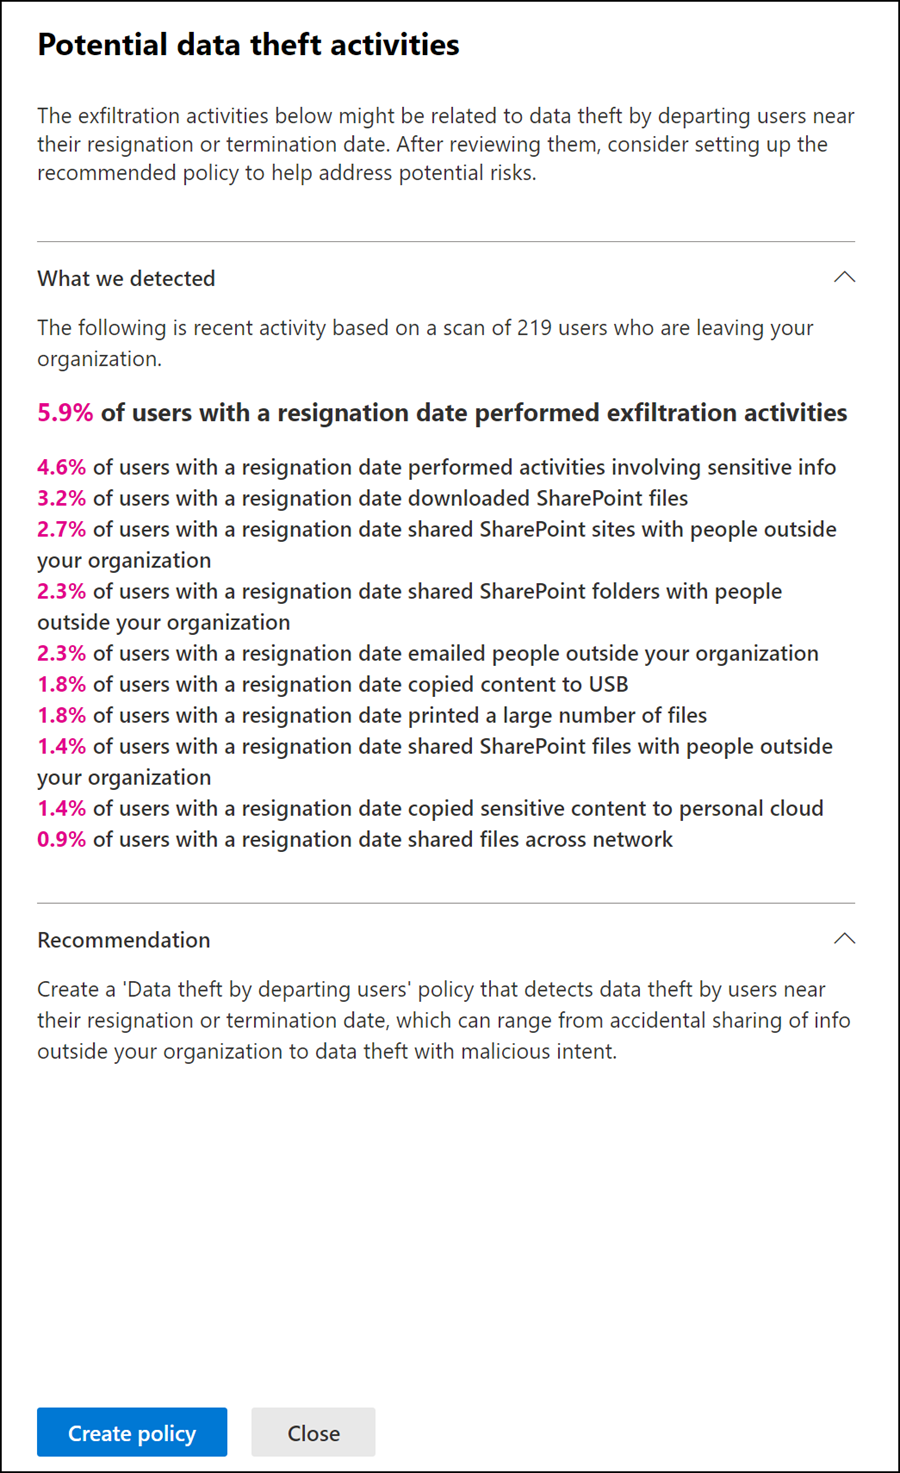 Potential data theft activities
The exfiltration activities below might be related to data theft by departing users near
their resignation or termination date. After reviewing them, consider setting up the
recommended policy to help address potential risks.
What we detected
The following is recent activity based on a scan of 219 users who are leaving your
organization.
5.9% of users with a resignation date performed exfiltration activities
4.6% of users with a resignation date performed activities involving sensitive info
3.2% of users with a resignation date downloaded SharePoint files
2.7% of users with a resignation date shared SharePoint sites with people outside
your organization
2.3% of users with a resignation date shared SharePoint folders with people
outside your organization
2.3% of users with a resignation date emailed people outside your organization
1.8% of users with a resignation date copied content to USB
1.8% of users with a resignation date printed a large number of files
1.4% of users with a resignation date shared SharePoint files with people outside
your organization
1.4% of users with a resignation date copied sensitive content to personal cloud
0.9% of users with a resignation date shared files across network
Recommendation
Create a 'Data theft by departing users' policy that detects data theft by users near
their resignation or termination date, which can range from accidental sharing of info
outside your organization to data theft with malicious intent.
Create policy
Close